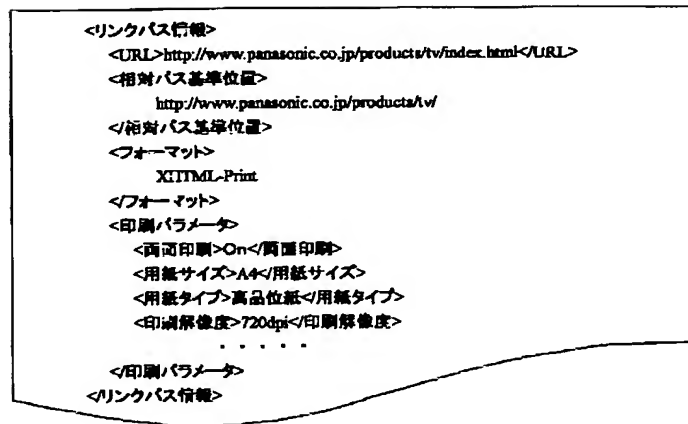 <リンクパス情報>
<URL>http://www.panasonic.co.jp/products/tv/index.html</URL>
<相対パス基準位置>
http://www.panasonic.co.jp/products/tv/
</相対パス基準位置>
<フォーマット>
XHTML-Print
</フォーマット>
<印刷パラメータ>
<両面印刷>On</両面印刷>
<用紙サイズ>A4</用紙サイズ>
<用紙タイプ>高品位紙</用紙タイプ>
<印刷解像度>720dpi</印刷解像度>
・・・・・
</印刷パラメータ>
</リンクパス情報>